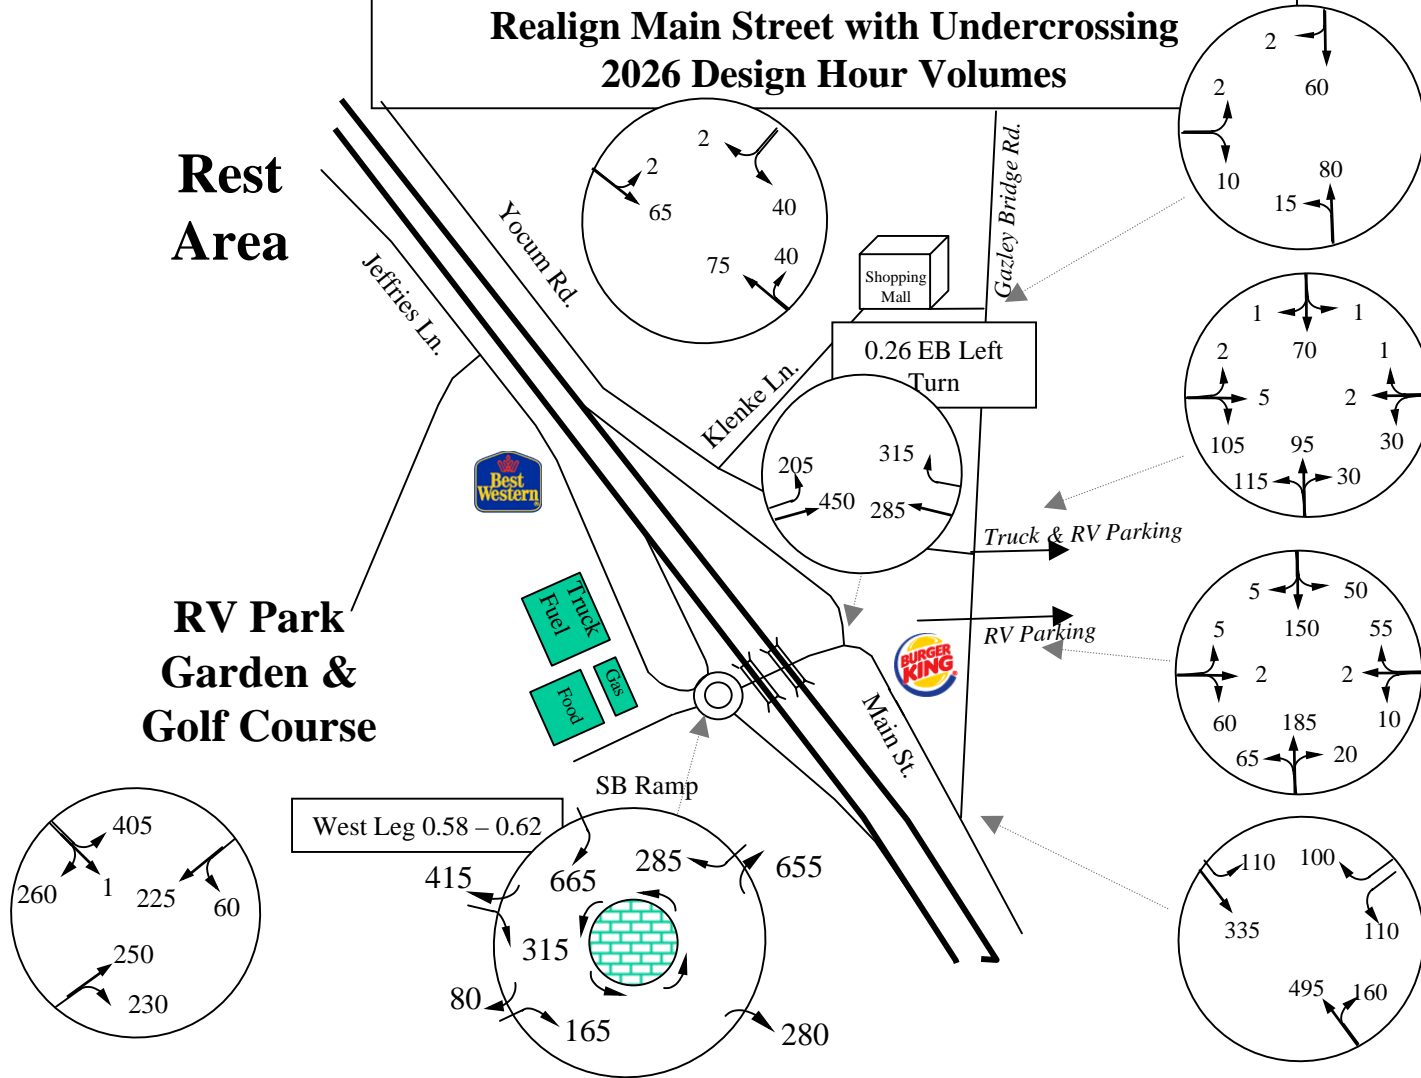 Realign Main Street with Undercrossing
2026 Design Hour Volumes
Rest
Area
Jeffries Ln.
Yocum Rd.
Gazley Bridge Rd.
Shopping
Mall
Klenke Ln.
0.26 EB Left
Turn
2
2
65
40
75
40
2
60
2
10
80
15
1
1
70
2
5
105
1
2
30
95
115
30
205
450
315
285
Truck & RV Parking
RV Parking
Best
Western
BURGER
KING
Truck
Fuel
Food
Gas
Main St.
RV Park
Garden &
Golf Course
5
50
150
5
2
60
55
2
10
185
65
20
SB Ramp
West Leg 0.58 – 0.62
405
260
1
225
60
250
230
415
665
285
655
315
80
165
280
110
100
335
110
495
160